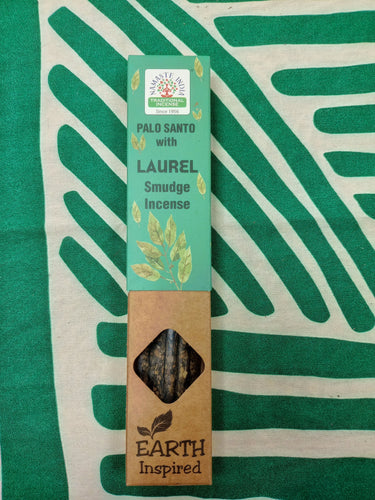 NAMASTE INDIA
TRADITIONAL
INCENSE
Since 1956
PALO SANTO
with
LAUREL
Smudge
Incense
EARTH
Inspired